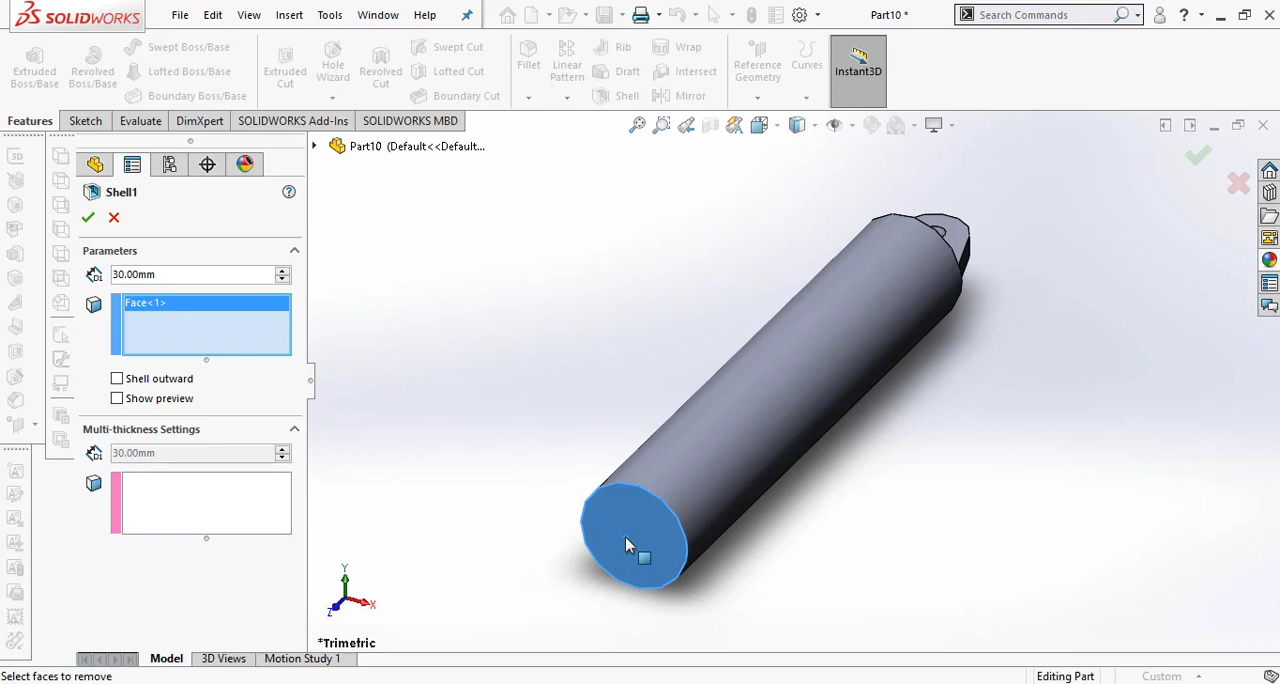 SOLIDWORKS File Edit View Insert Tools Window Help Part10 * Search Commands ?
Extruded Boss/Base Revolved Boss/Base Swept Boss/Base Lofted Boss/Base Boundary Boss/Base Extruded Cut Hole Wizard Revolved Cut Swept Cut Lofted Cut Boundary Cut Fillet Linear Pattern Rib Draft Shell Wrap Intersect Mirror Reference Geometry Curves Instant3D
Features Sketch Evaluate DimXpert SOLIDWORKS Add-Ins SOLIDWORKS MBD
Part10 (Default<<Default...
Shell1
Parameters
30.00mm
Face<1>
Shell outward
Show preview
Multi-thickness Settings
30.00mm
Y
X
Z
*Trimetric
Model 3D Views Motion Study 1
Select faces to remove Editing Part Custom